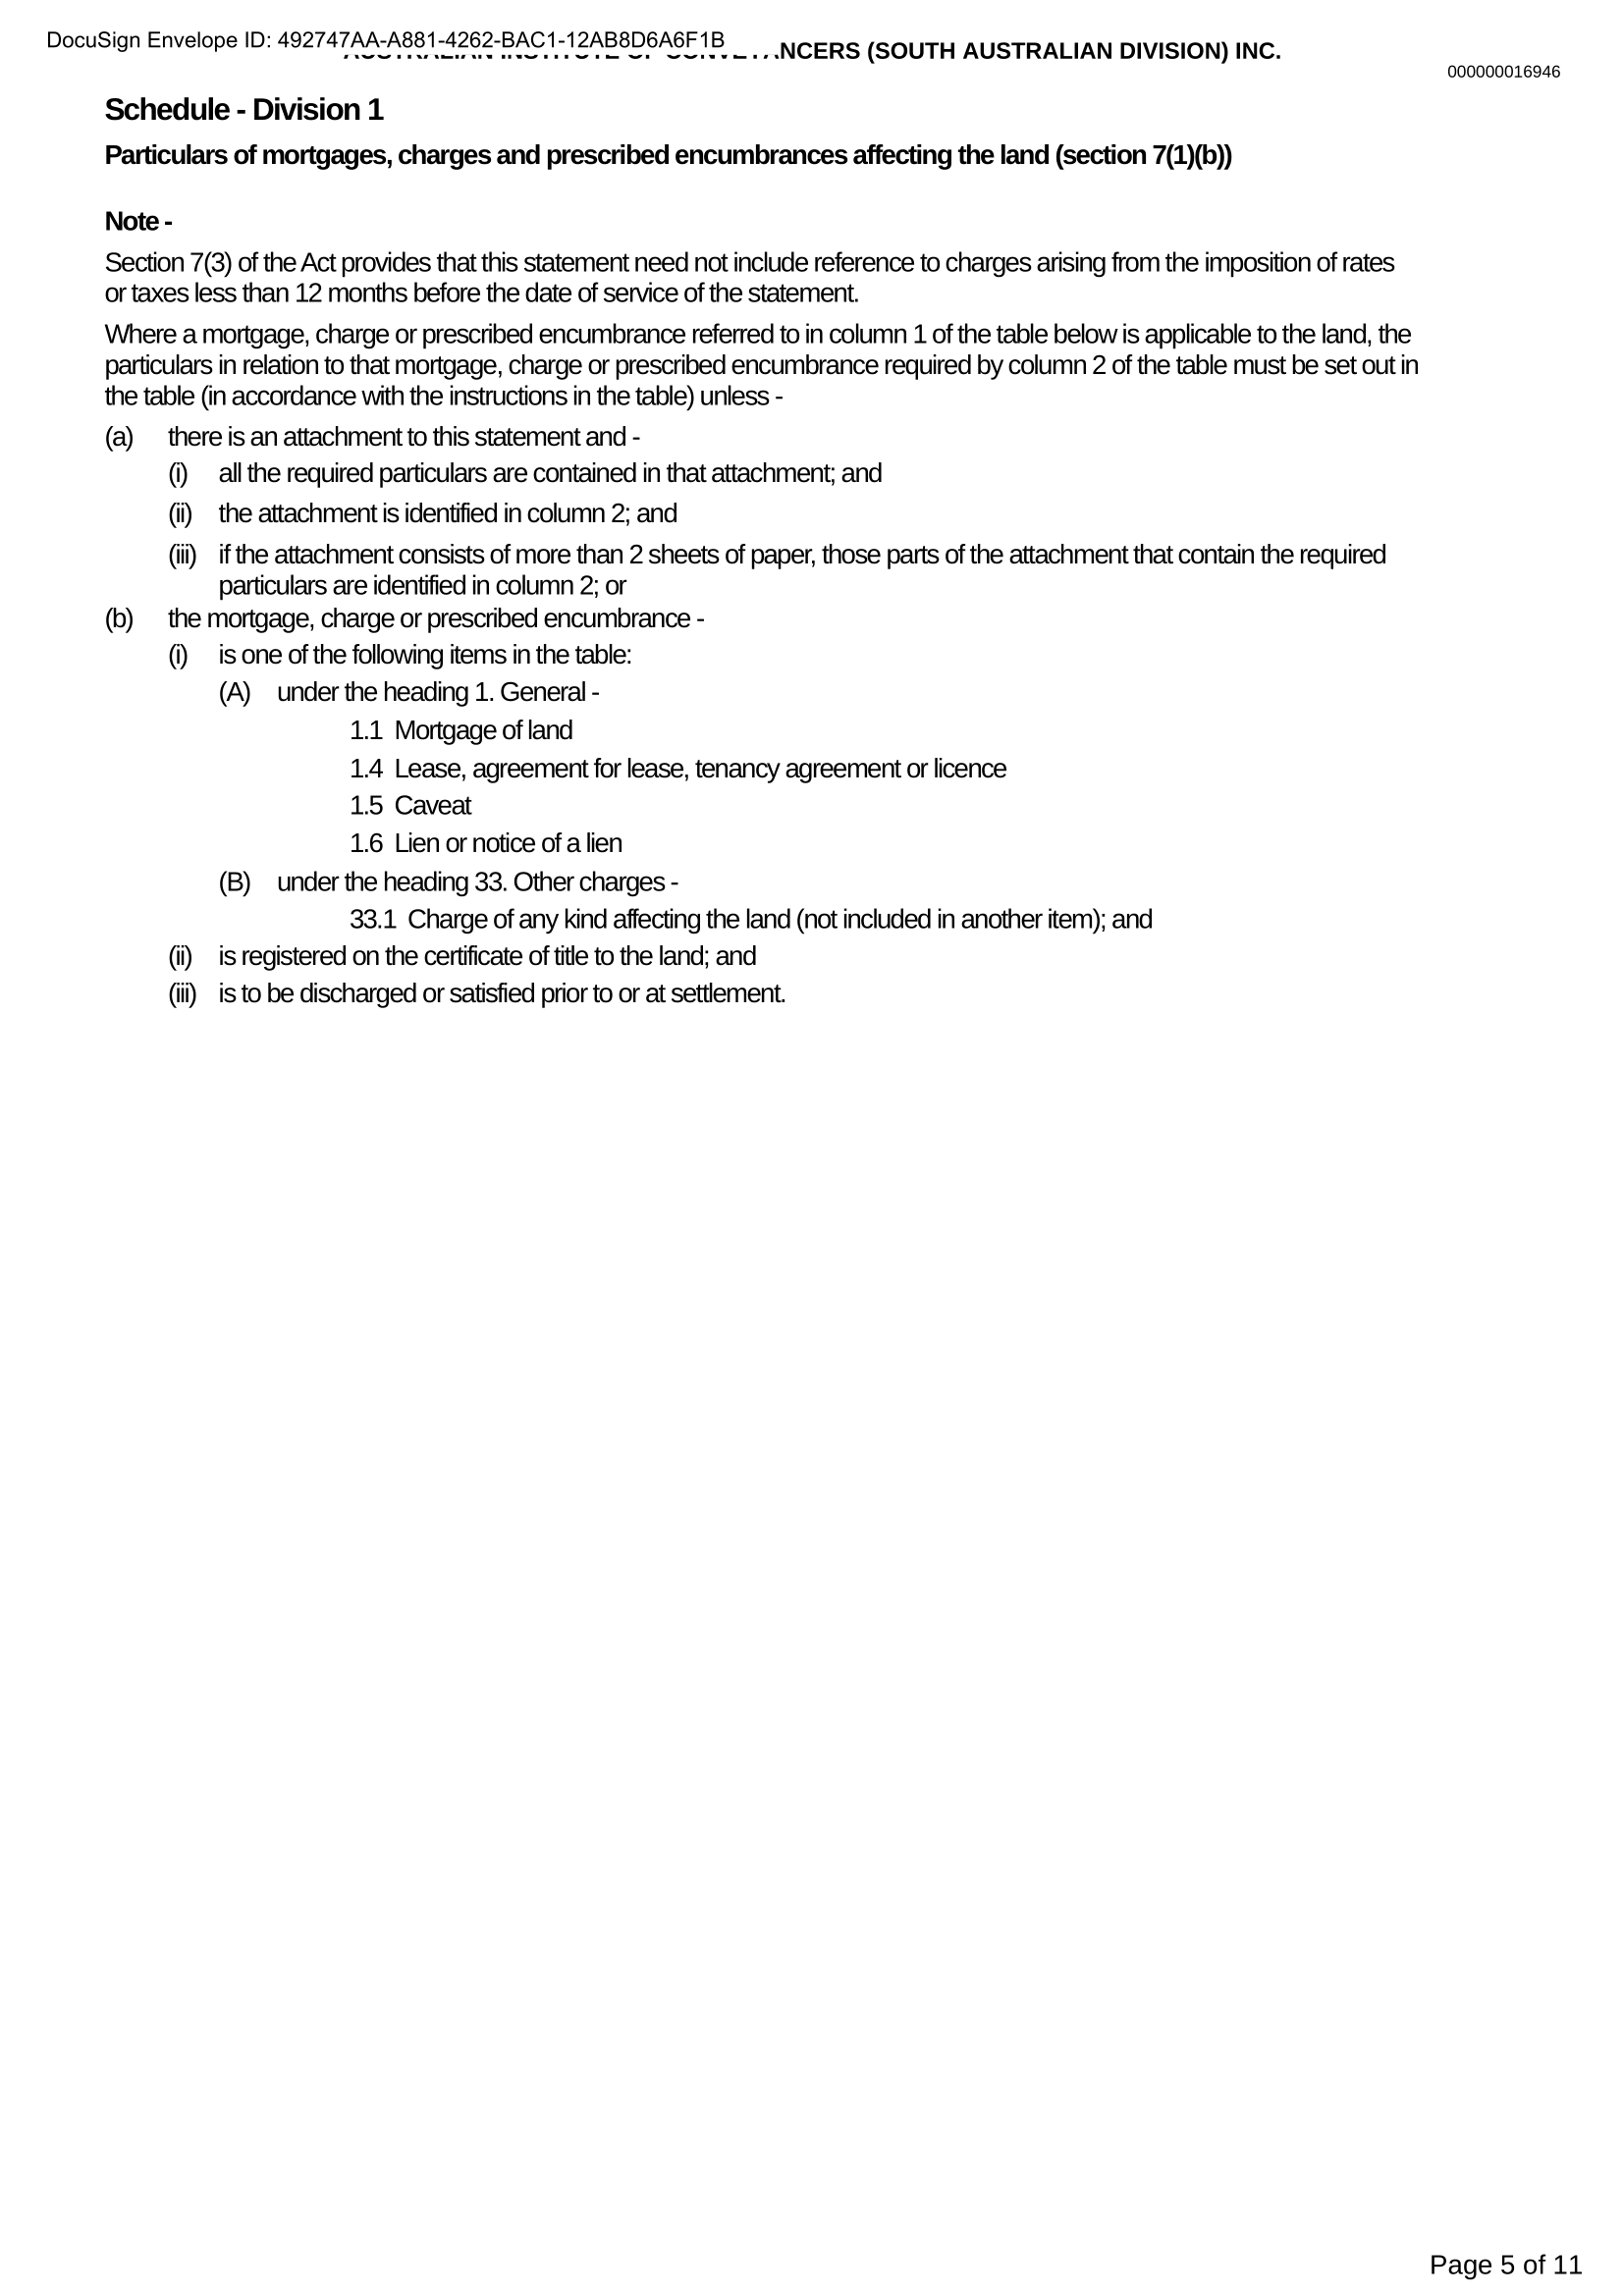 DocuSign Envelope ID: 492747AA-A881-4262-BAC1-12AB8D6A6F1B
AUSTRALIAN INSTITUTE OF CONVEYANCERS (SOUTH AUSTRALIAN DIVISION) INC.
000000016946
Schedule - Division 1
Particulars of mortgages, charges and prescribed encumbrances affecting the land (section 7(1)(b))
Note -
Section 7(3) of the Act provides that this statement need not include reference to charges arising from the imposition of rates
or taxes less than 12 months before the date of service of the statement.
Where a mortgage, charge or prescribed encumbrance referred to in column 1 of the table below is applicable to the land, the
particulars in relation to that mortgage, charge or prescribed encumbrance required by column 2 of the table must be set out in
the table (in accordance with the instructions in the table) unless -
(a) there is an attachment to this statement and -
(i) all the required particulars are contained in that attachment; and
(ii) the attachment is identified in column 2; and
(iii) if the attachment consists of more than 2 sheets of paper, those parts of the attachment that contain the required
particulars are identified in column 2; or
(b) the mortgage, charge or prescribed encumbrance -
(i) is one of the following items in the table:
(A) under the heading 1. General -
1.1 Mortgage of land
1.4 Lease, agreement for lease, tenancy agreement or licence
1.5 Caveat
1.6 Lien or notice of a lien
(B) under the heading 33. Other charges -
33.1 Charge of any kind affecting the land (not included in another item); and
(ii) is registered on the certificate of title to the land; and
(iii) is to be discharged or satisfied prior to or at settlement.
Page 5 of 11